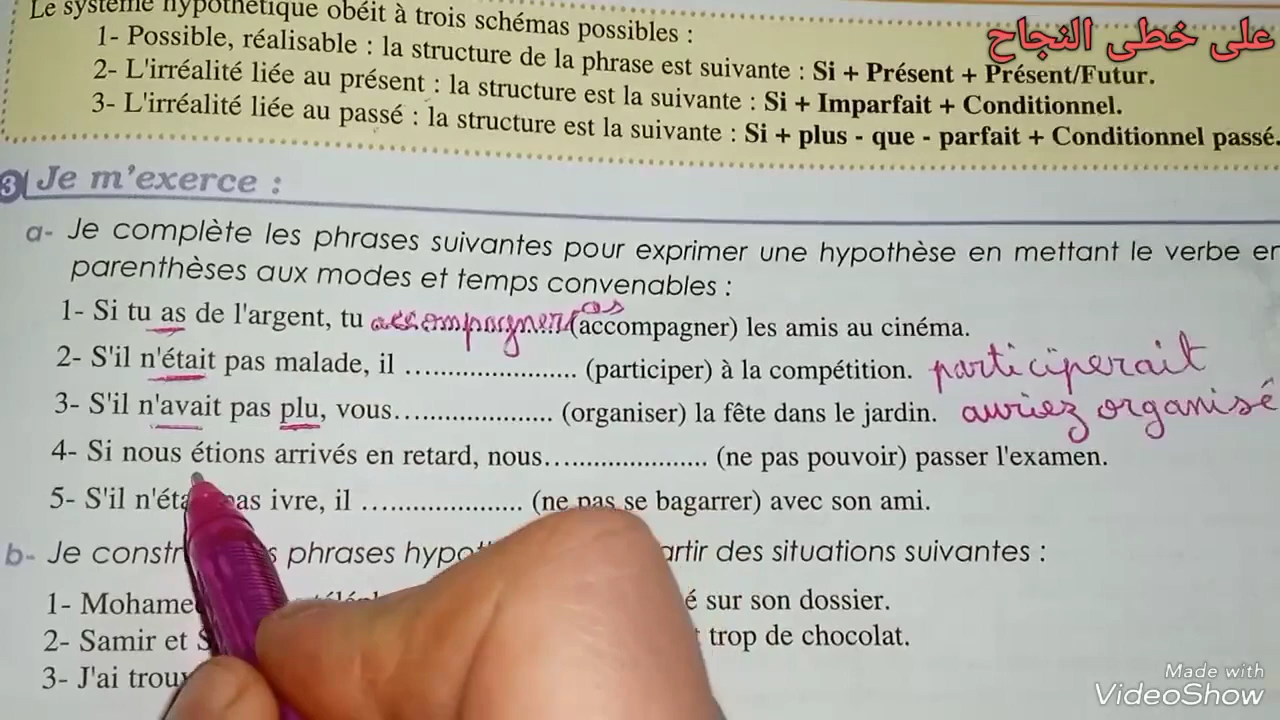 Le système hypothétique obéit à trois schémas possibles :
على خطى النجاح
1- Possible, réalisable : la structure de la phrase est suivante : Si + Présent + Présent/Futur.
2- L'irréalité liée au présent : la structure est la suivante : Si + Imparfait + Conditionnel.
3- L'irréalité liée au passé : la structure est la suivante : Si + plus - que - parfait + Conditionnel passé.
3 Je m'exerce :
a- Je complète les phrases suivantes pour exprimer une hypothèse en mettant le verbe en
parenthèses aux modes et temps convenables :
1- Si tu as de l'argent, tu accompagneras (accompagner) les amis au cinéma.
2- S'il n'était pas malade, il ........................ (participer) à la compétition. participerait
3- S'il n'avait pas plu, vous...................... (organiser) la fête dans le jardin. auriez organisé
4- Si nous étions arrivés en retard, nous....................... (ne pas pouvoir) passer l'examen.
5- S'il pas ivre, il ...................... (ne pas se bagarrer) avec son ami.
b- Je phrases des situations suivantes :
1- sur son dossier.
2- Samir et trop de chocolat.
3- J'ai
Made with
VideoShow